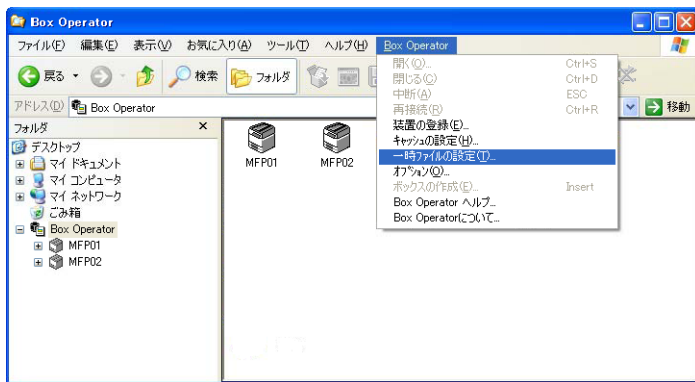 Box Operator
ファイル(F) 編集(E) 表示(V) お気に入り(A) ツール(T) ヘルプ(H) Box Operator
戻る 検索 フォルダ
アドレス(D) Box Operator 移動
フォルダ ×
デスクトップ
マイ ドキュメント
マイ コンピュータ
マイ ネットワーク
ごみ箱
Box Operator
MFP01
MFP02
MFP01 MFP02
開く(O)... Ctrl+S
閉じる(C) Ctrl+D
中断(A) ESC
再接続(R) Ctrl+R
装置の登録(E)...
キャッシュの設定(H)...
一時ファイルの設定(T)...
オプション(O)...
ボックスの作成(E)... Insert
Box Operator ヘルプ...
Box Operatorについて...